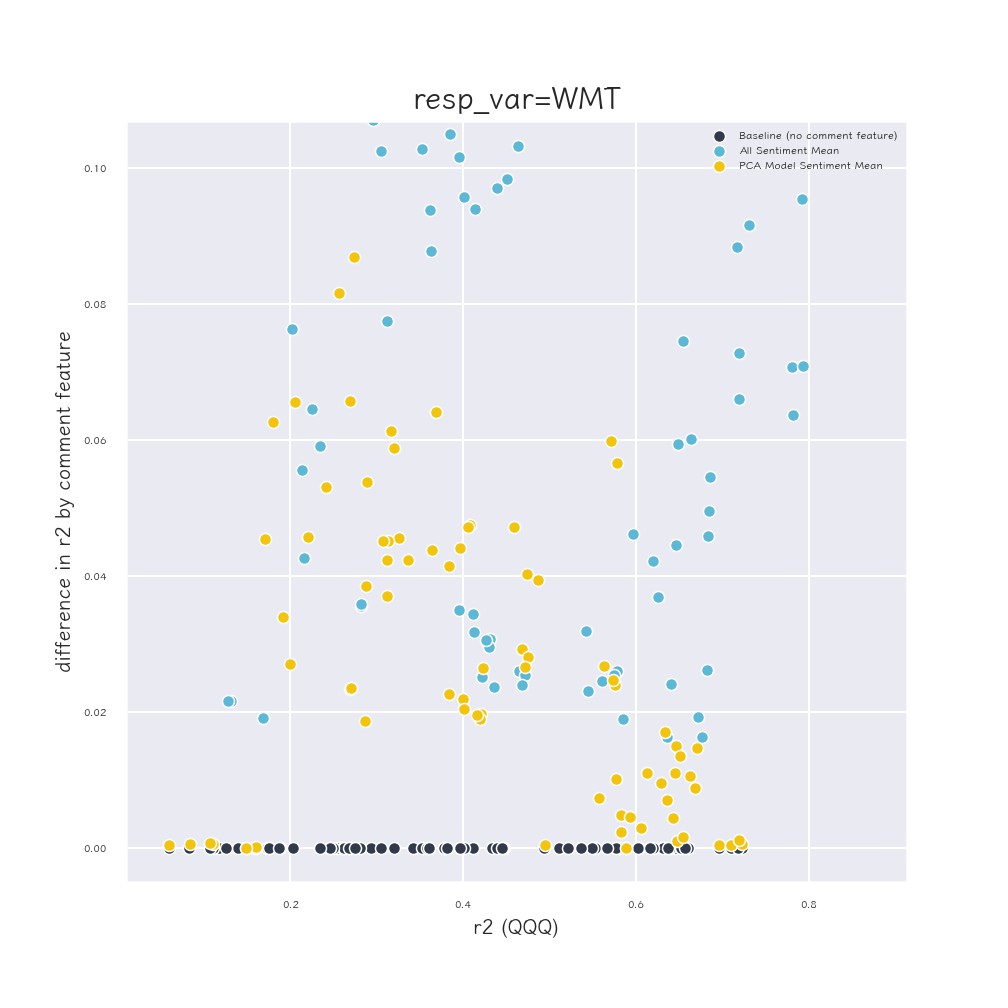 resp_var=WMT
Baseline (no comment feature)
All Sentiment Mean
PCA Model Sentiment Mean
0.10
0.08
0.06
0.04
0.02
0.00
difference in r2 by comment feature
0.2
0.4
0.6
0.8
r2 (QQQ)